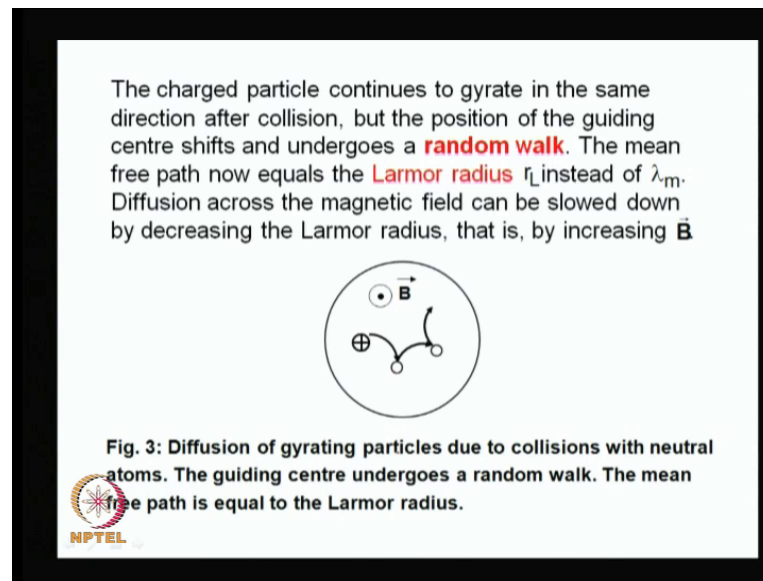 The charged particle continues to gyrate in the same
direction after collision, but the position of the guiding
centre shifts and undergoes a random walk. The mean
free path now equals the Larmor radius r_L instead of λ_m.
Diffusion across the magnetic field can be slowed down
by decreasing the Larmor radius, that is, by increasing B⃗
B⃗
Fig. 3: Diffusion of gyrating particles due to collisions with neutral
atoms. The guiding centre undergoes a random walk. The mean
free path is equal to the Larmor radius.
NPTEL